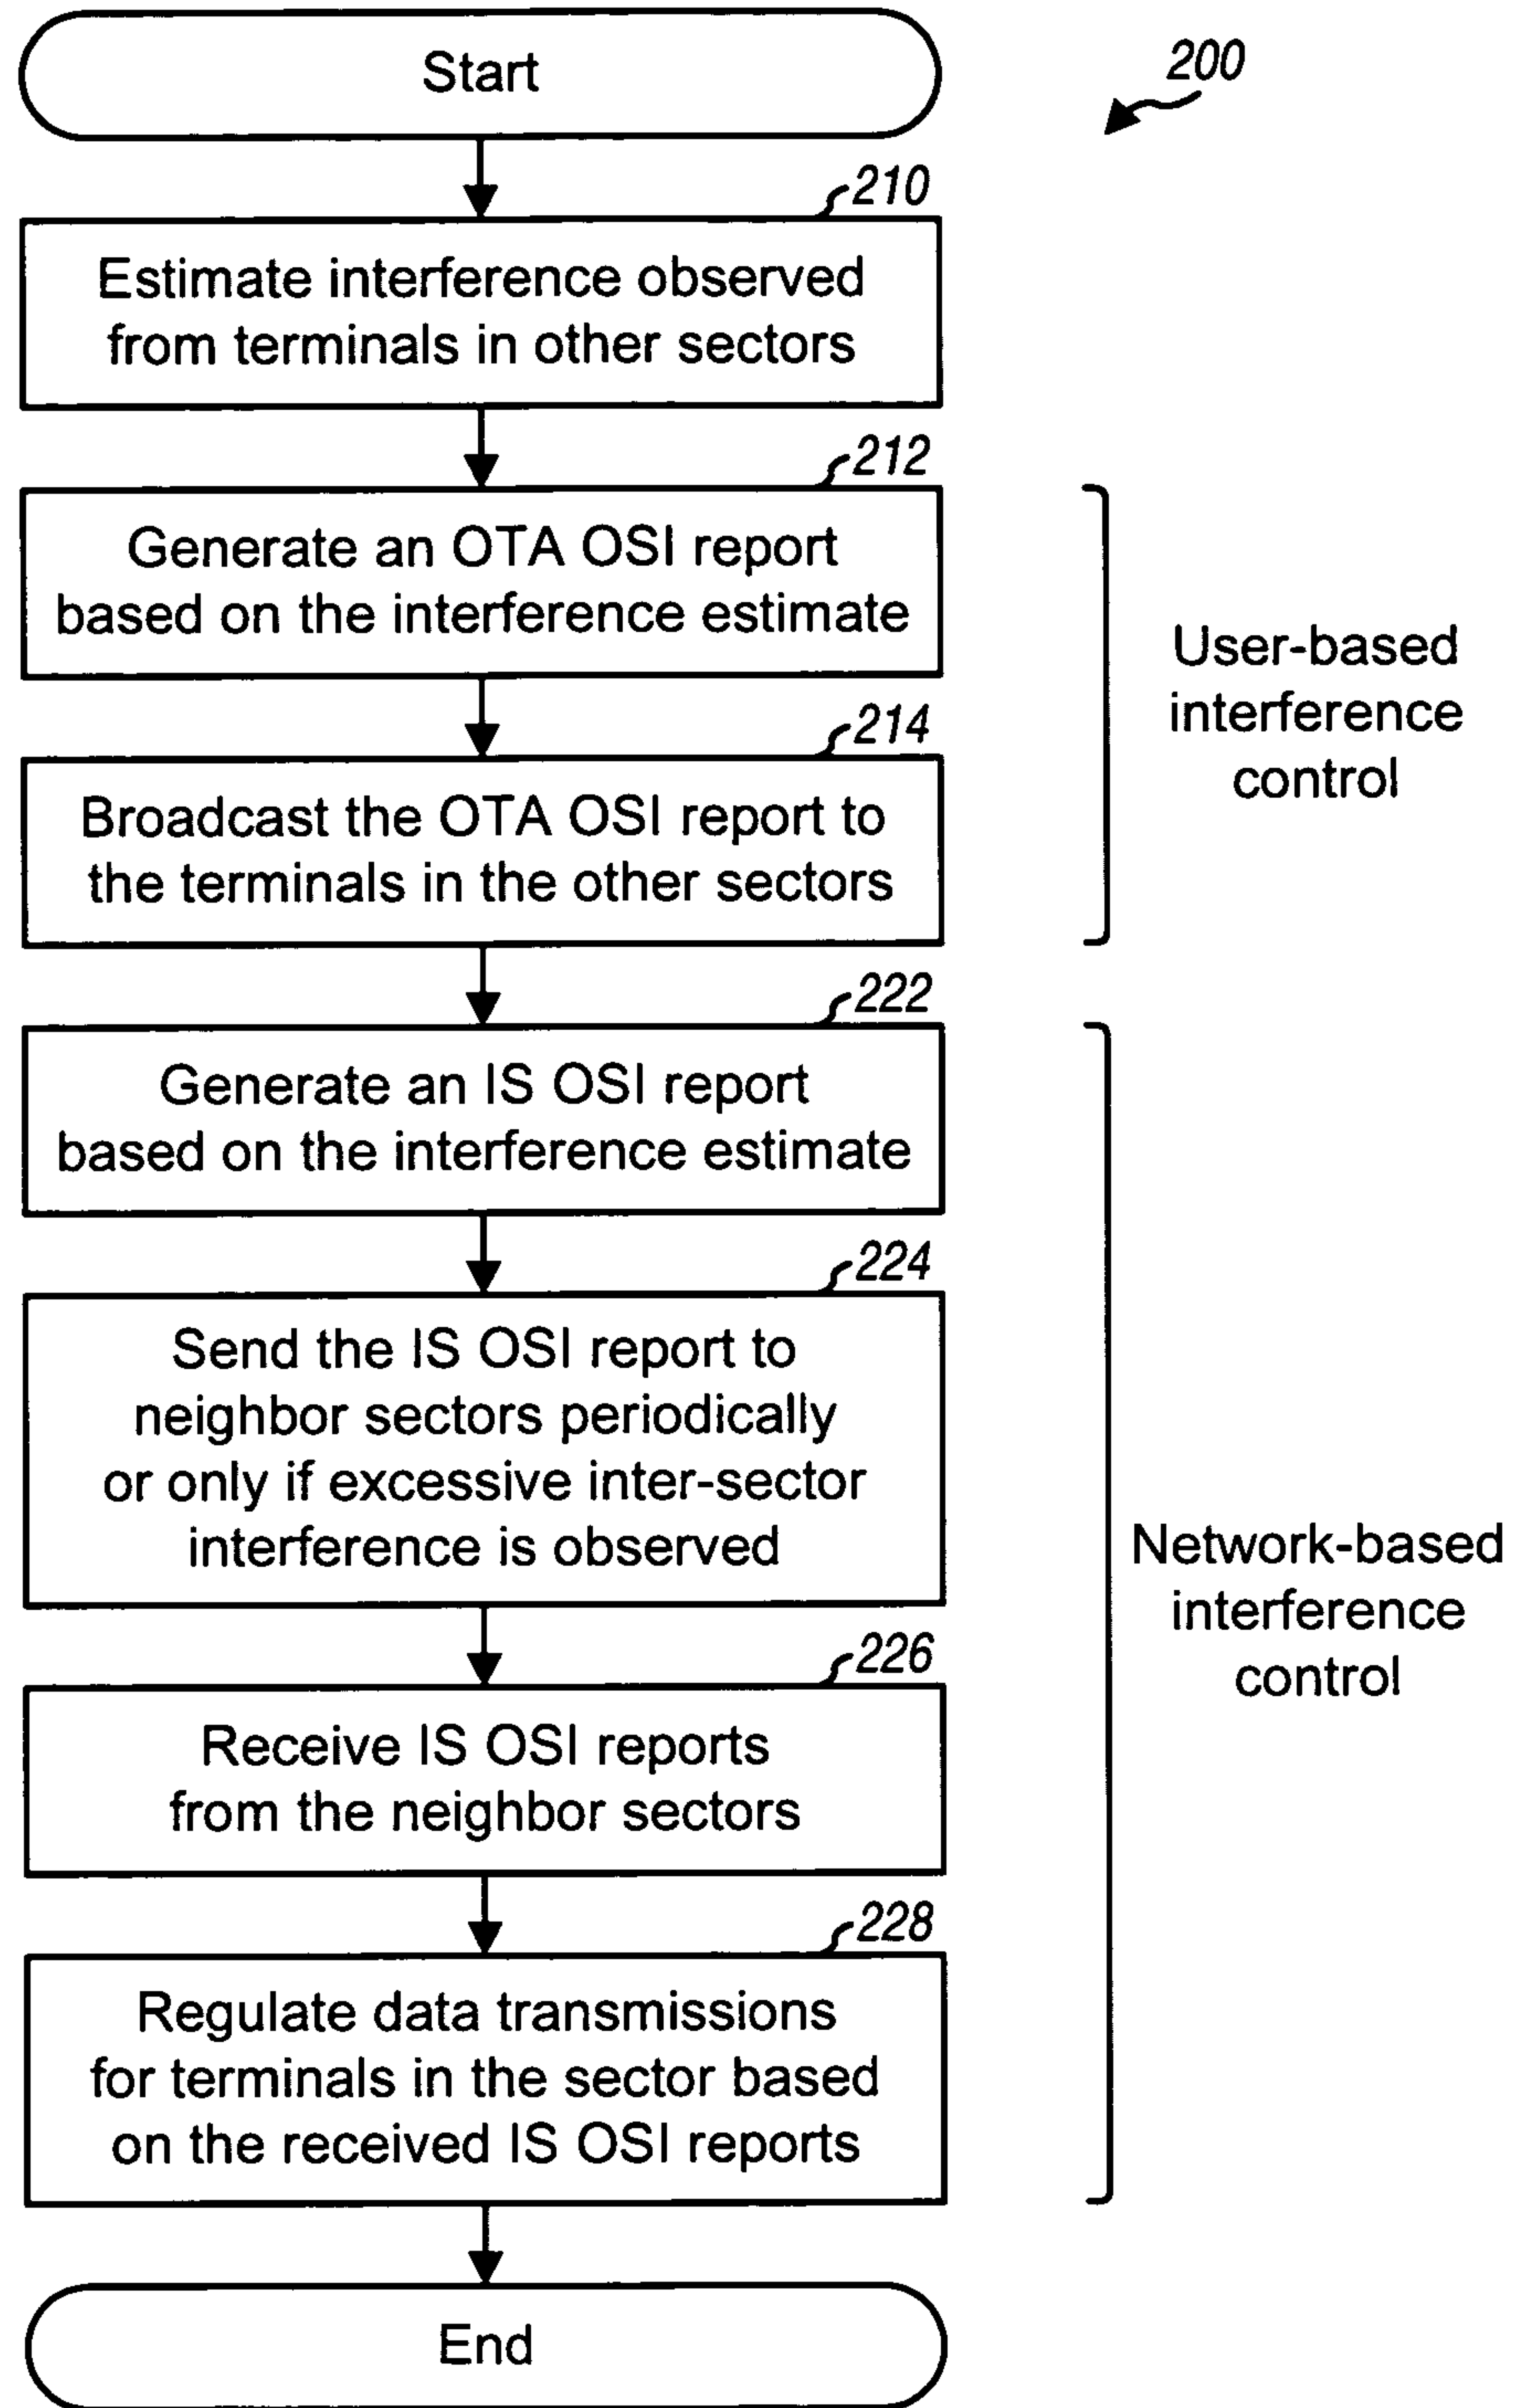 Start
200
210
Estimate interference observed
from terminals in other sectors
212
Generate an OTA OSI report
based on the interference estimate
214
Broadcast the OTA OSI report to
the terminals in the other sectors
User-based
interference
control
222
Generate an IS OSI report
based on the interference estimate
224
Send the IS OSI report to
neighbor sectors periodically
or only if excessive inter-sector
interference is observed
226
Receive IS OSI reports
from the neighbor sectors
228
Regulate data transmissions
for terminals in the sector based
on the received IS OSI reports
Network-based
interference
control
End